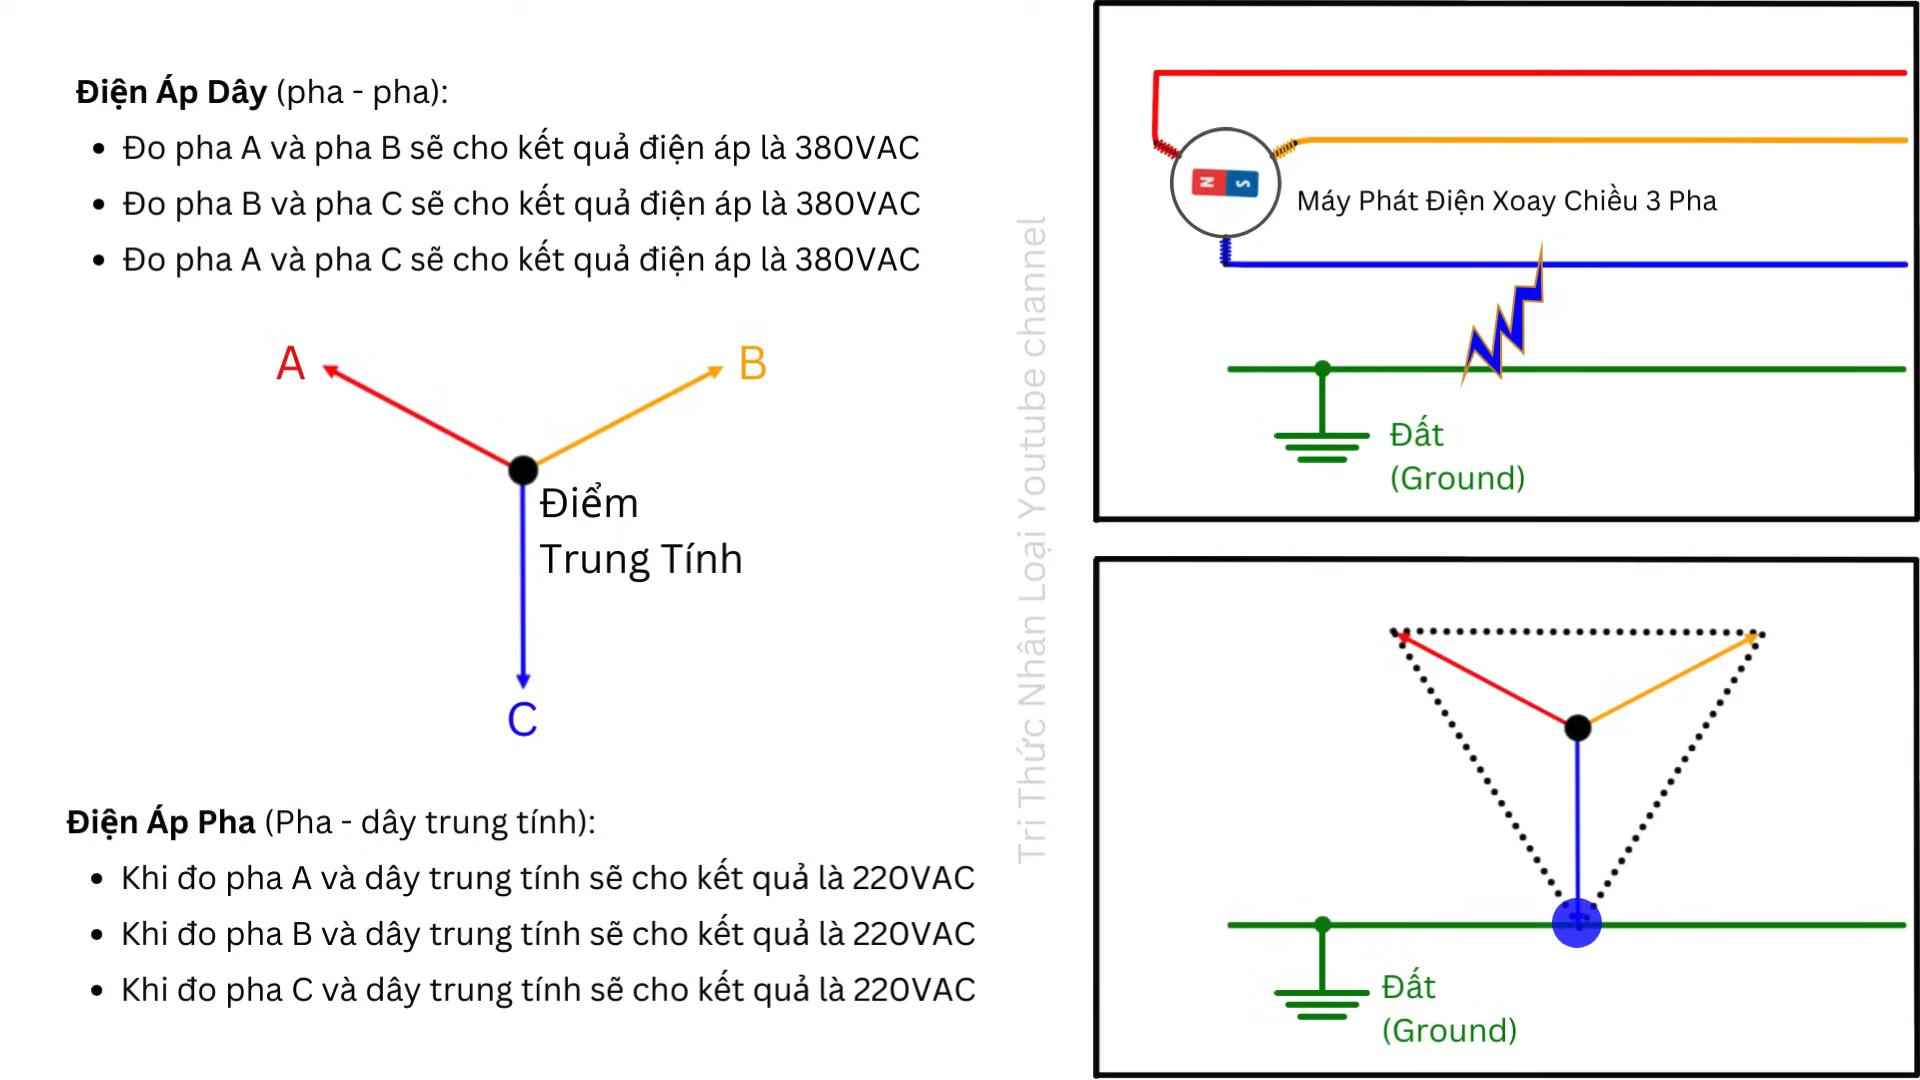 Điện Áp Dây (pha - pha):
• Đo pha A và pha B sẽ cho kết quả điện áp là 380VAC
• Đo pha B và pha C sẽ cho kết quả điện áp là 380VAC
• Đo pha A và pha C sẽ cho kết quả điện áp là 380VAC
A
B
Điểm
Trung Tính
C
Điện Áp Pha (Pha - dây trung tính):
• Khi đo pha A và dây trung tính sẽ cho kết quả là 220VAC
• Khi đo pha B và dây trung tính sẽ cho kết quả là 220VAC
• Khi đo pha C và dây trung tính sẽ cho kết quả là 220VAC
Tri Thức Nhân Loại Youtube channel
N S
Máy Phát Điện Xoay Chiều 3 Pha
Đất
(Ground)
Đất
(Ground)